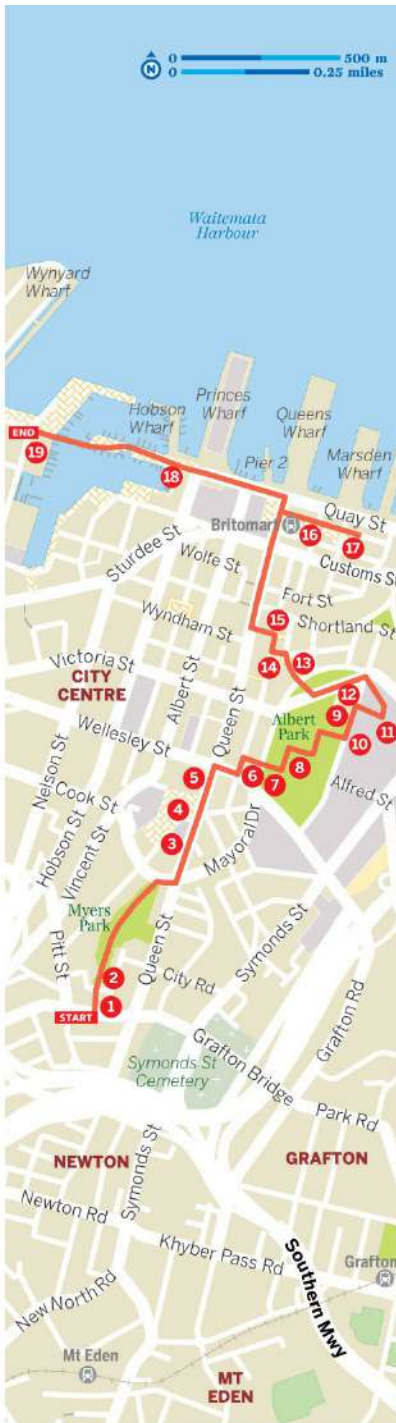 0 500 m
N
0 0.25 miles
Waitemata
Harbour
Wynyard
Wharf
Hobson
Wharf
Princes
Wharf
Queens
Wharf
Marsden
Wharf
END
19
18
Pier 2
Quay St
Britomart
16
17
Customs St
Sturdee St
Wolfe St
Fort St
Shortland St
15
Wyndham St
14
13
Victoria St
CITY
CENTRE
Albert St
Queen St
Albert
Park
12
9
11
10
Wellesley St
5
6
7
8
Alfred St
Nelson St
Cook St
4
3
Mayoral Dr
Hobson St
Vincent St
Myers
Park
Pitt St
Queen St
Symonds St
2
City Rd
1
START
Grafton Rd
Symonds St
Cemetery
Grafton Bridge
Park Rd
NEWTON
GRAFTON
Symonds St
Newton Rd
Khyber Pass Rd
Southern Mwy
Grafton
New North Rd
Mt Eden
MT
EDEN